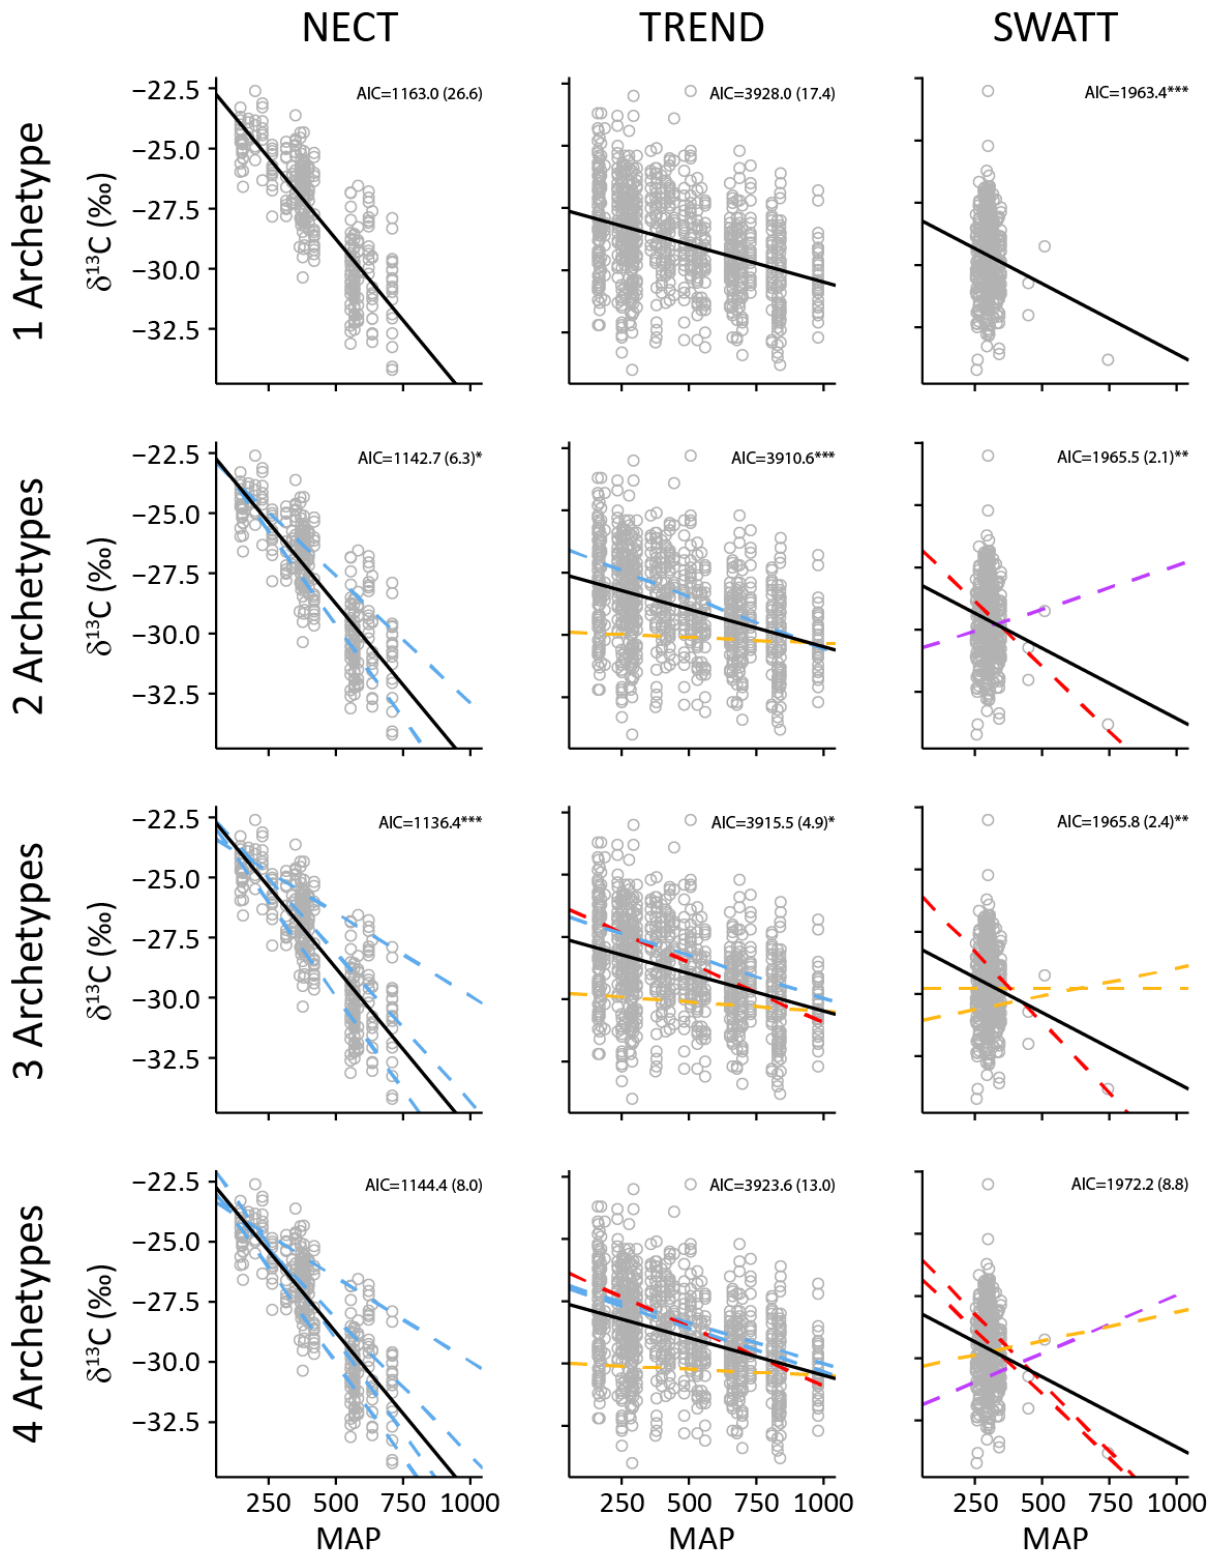 NECT TREND SWATT
1 Archetype
δ¹³C (‰)
−22.5
−25.0
−27.5
−30.0
−32.5
AIC=1163.0 (26.6)
AIC=3928.0 (17.4)
AIC=1963.4***
2 Archetypes
δ¹³C (‰)
−22.5
−25.0
−27.5
−30.0
−32.5
AIC=1142.7 (6.3)*
AIC=3910.6***
AIC=1965.5 (2.1)**
3 Archetypes
δ¹³C (‰)
−22.5
−25.0
−27.5
−30.0
−32.5
AIC=1136.4***
AIC=3915.5 (4.9)*
AIC=1965.8 (2.4)**
4 Archetypes
δ¹³C (‰)
−22.5
−25.0
−27.5
−30.0
−32.5
AIC=1144.4 (8.0)
AIC=3923.6 (13.0)
AIC=1972.2 (8.8)
250 500 750 1000 250 500 750 1000 250 500 750 1000
MAP MAP MAP